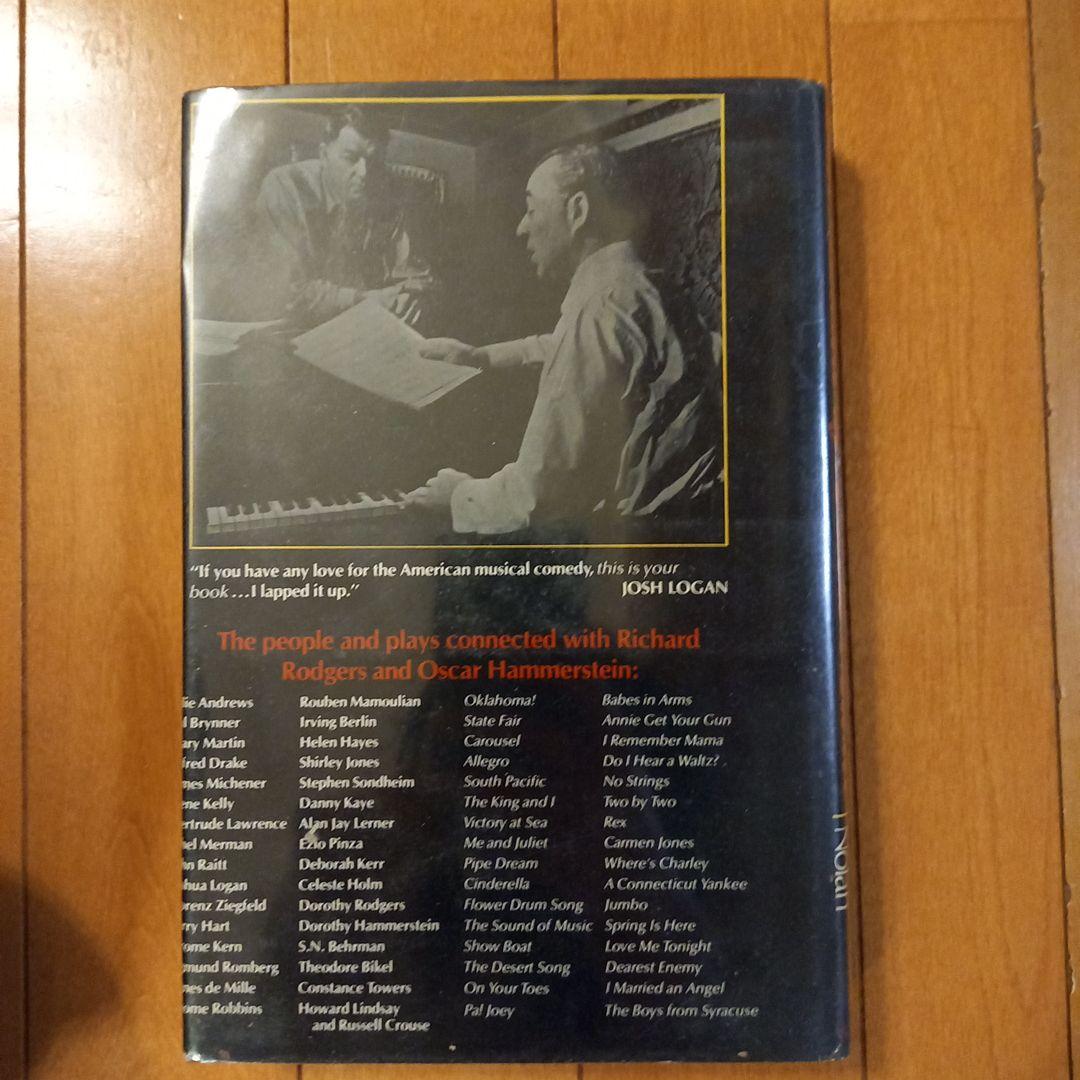 “If you have any love for the American musical comedy, this is your
book...I lapped it up.” JOSH LOGAN
The people and plays connected with Richard
Rodgers and Oscar Hammerstein:
ie Andrews
l Brynner
ary Martin
fred Drake
mes Michener
ene Kelly
ertrude Lawrence
el Merman
n Raitt
hua Logan
orenz Ziegfeld
rry Hart
ome Kern
mund Romberg
nes de Mille
ome Robbins
Rouben Mamoulian
Irving Berlin
Helen Hayes
Shirley Jones
Stephen Sondheim
Danny Kaye
Alan Jay Lerner
Ezio Pinza
Deborah Kerr
Celeste Holm
Dorothy Rodgers
Dorothy Hammerstein
S.N. Behrman
Theodore Bikel
Constance Towers
Howard Lindsay
and Russell Crouse
Oklahoma!
State Fair
Carousel
Allegro
South Pacific
The King and I
Victory at Sea
Me and Juliet
Pipe Dream
Cinderella
Flower Drum Song
The Sound of Music
Show Boat
The Desert Song
On Your Toes
Pal Joey
Babes in Arms
Annie Get Your Gun
I Remember Mama
Do I Hear a Waltz?
No Strings
Two by Two
Rex
Carmen Jones
Where's Charley
A Connecticut Yankee
Jumbo
Spring Is Here
Love Me Tonight
Dearest Enemy
I Married an Angel
The Boys from Syracuse
Nolan